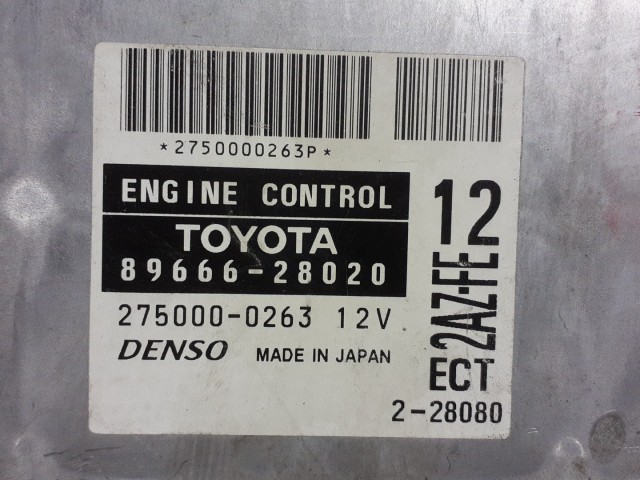 *2750000263P*
ENGINE CONTROL
TOYOTA
89666-28020
275000-0263 12V
DENSO MADE IN JAPAN
12
2AZ-FE
ECT
2-28080